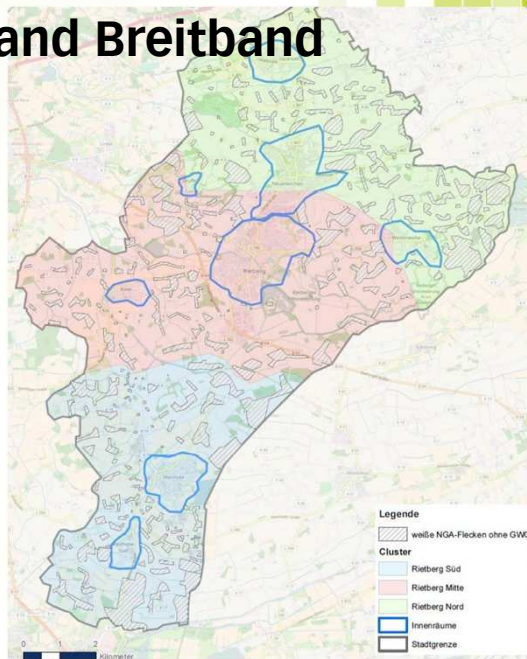 and Breitband
Rietberg
Legende
weiße NGA-Flecken ohne GWG
Cluster
Rietberg Süd
Rietberg Mitte
Rietberg Nord
Innenräume
Stadtgrenze
0 1 2
Kilometer